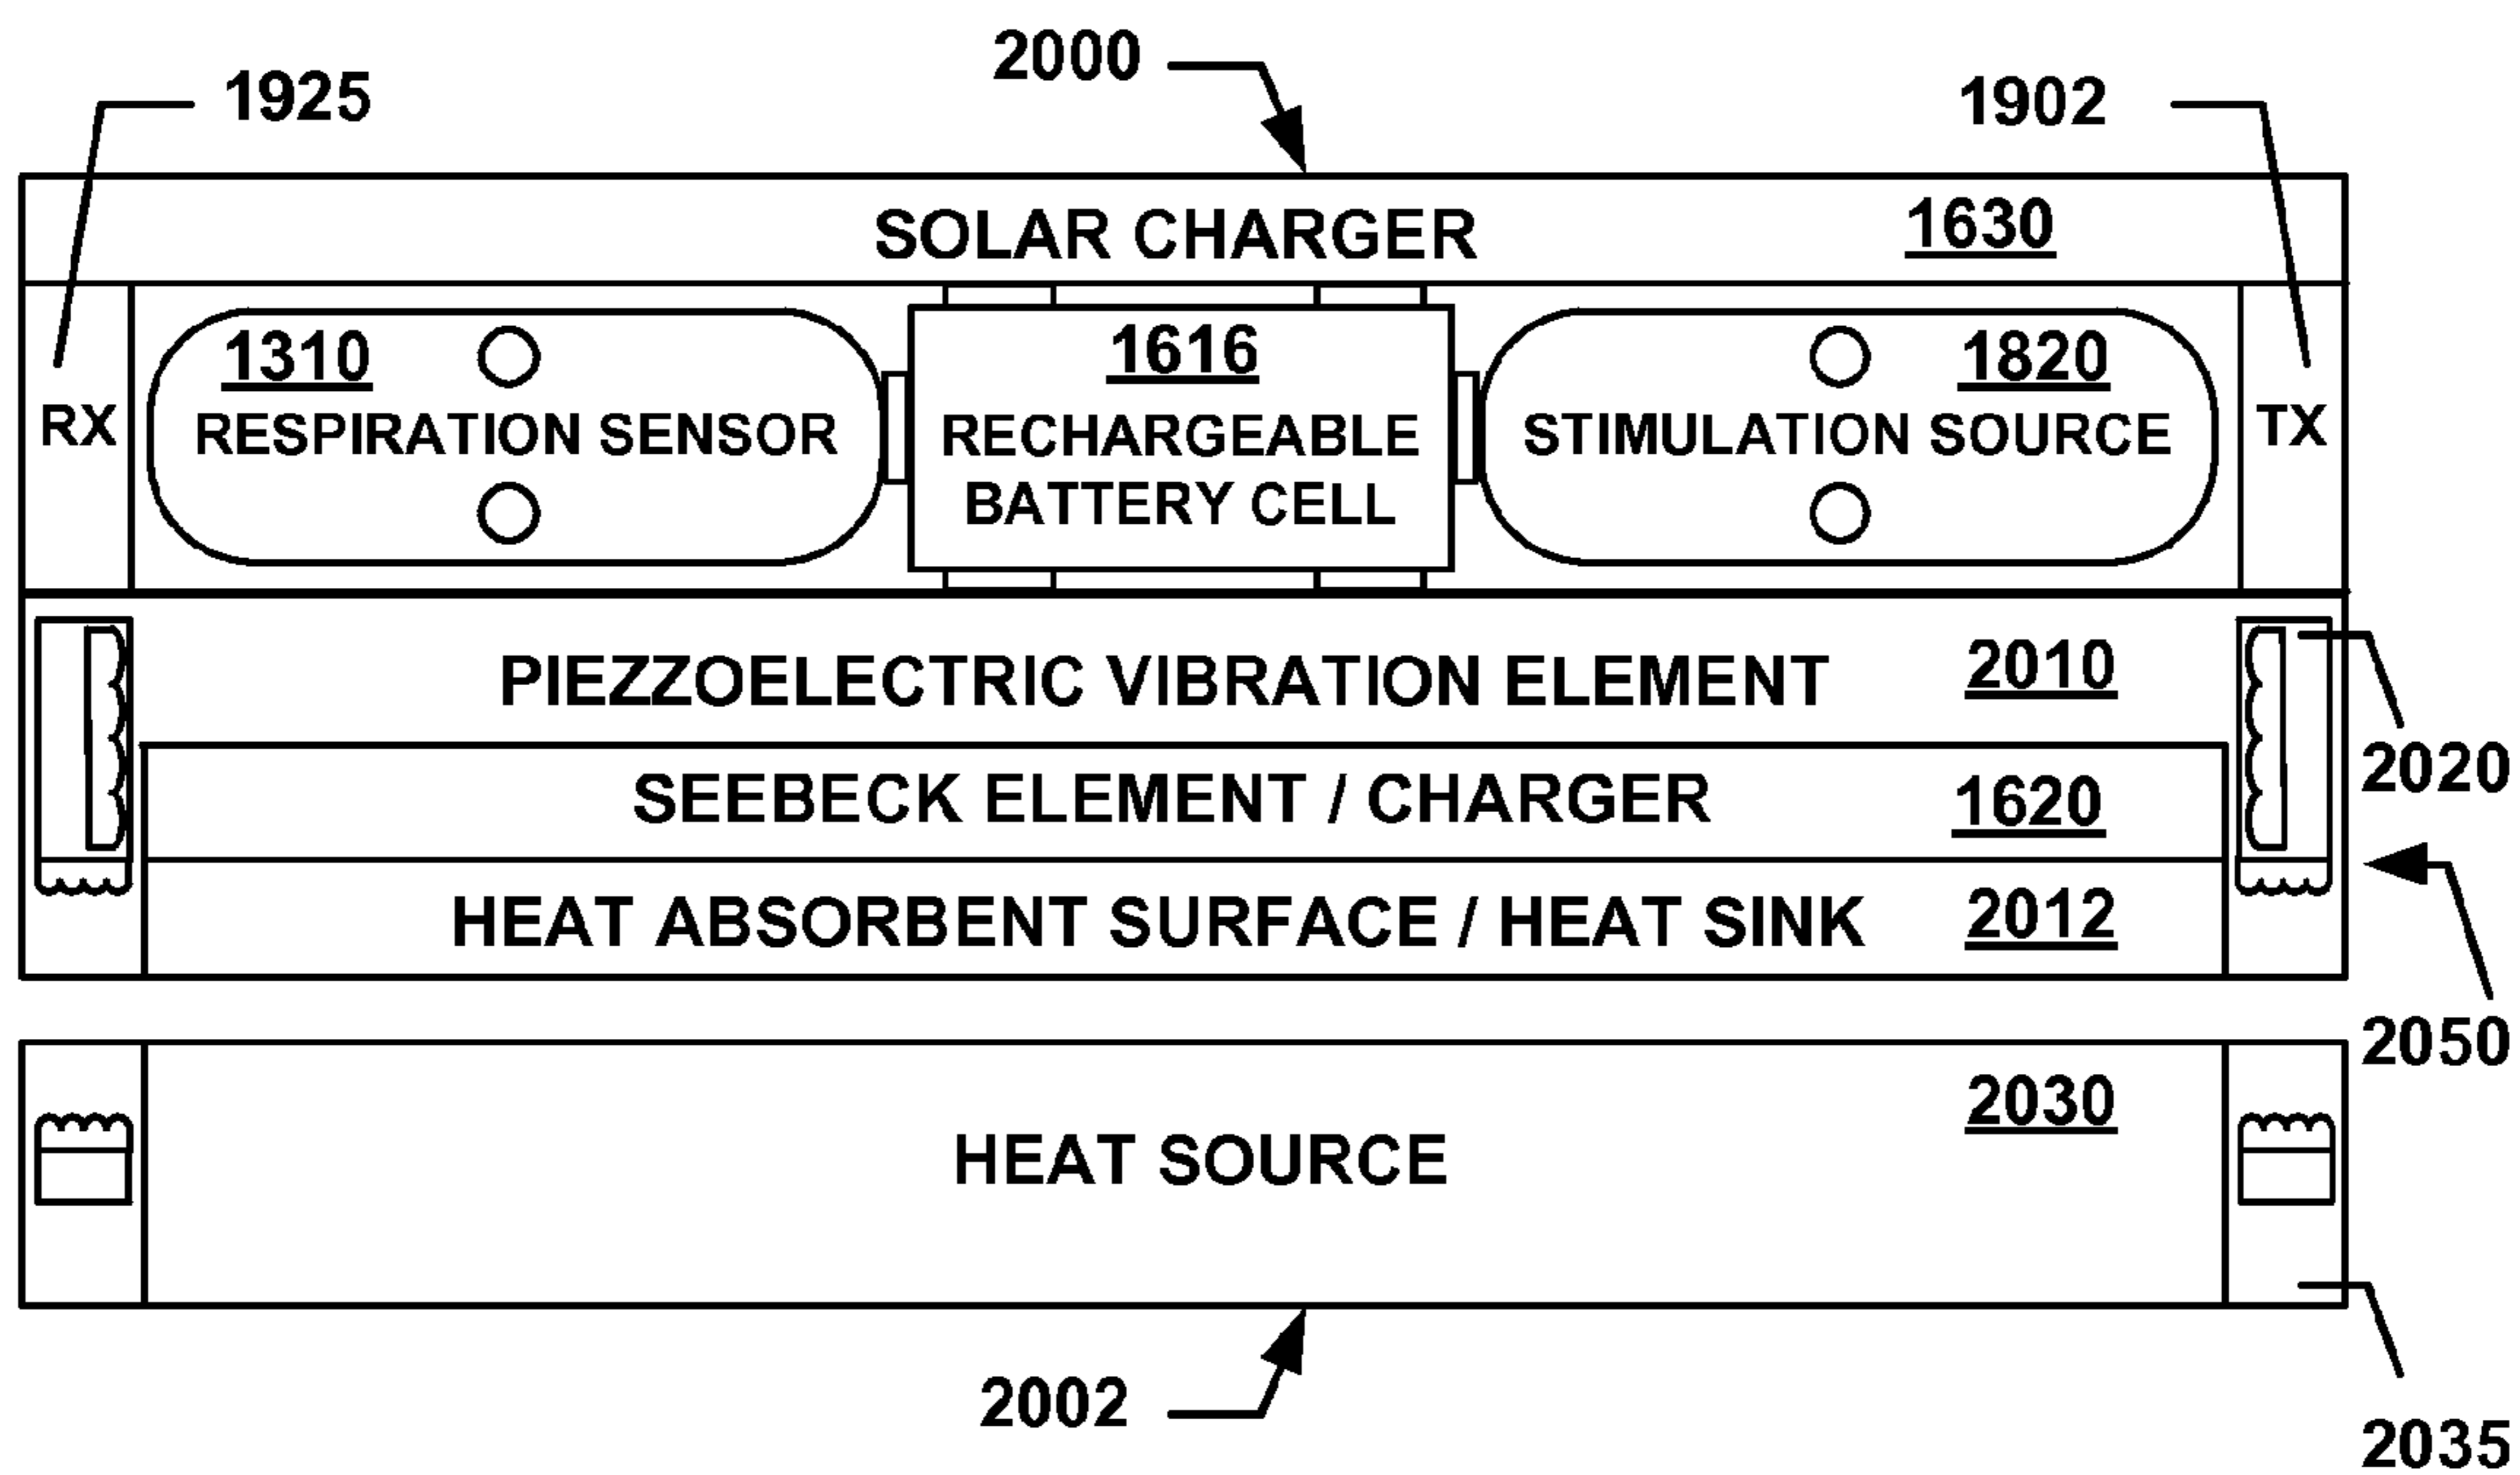 2000
1925
1902
SOLAR CHARGER 1630
1310
1616
1820
RX
RESPIRATION SENSOR
RECHARGEABLE
BATTERY CELL
STIMULATION SOURCE
TX
PIEZZOELECTRIC VIBRATION ELEMENT 2010
2020
SEEBECK ELEMENT / CHARGER 1620
HEAT ABSORBENT SURFACE / HEAT SINK 2012
2050
2030
HEAT SOURCE
2002
2035